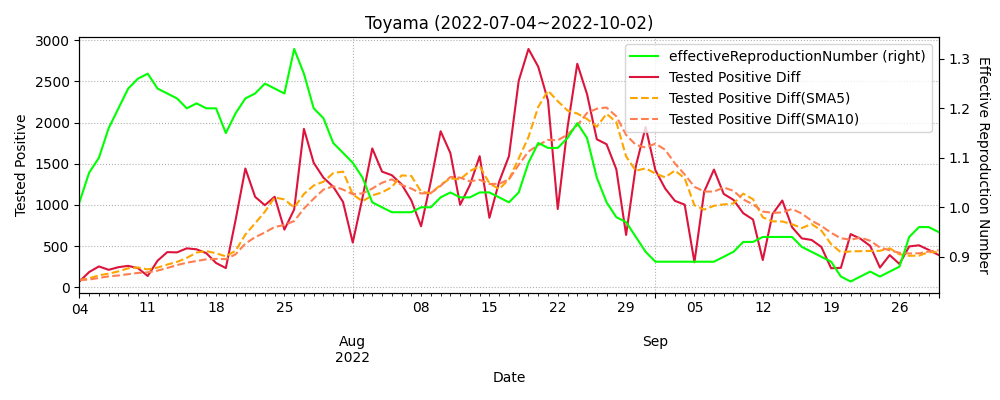 Toyama (2022-07-04~2022-10-02)
3000
2500
2000
1500
1000
500
0
Tested Positive
effectiveReproductionNumber (right)
Tested Positive Diff
Tested Positive Diff(SMA5)
Tested Positive Diff(SMA10)
1.3
1.2
1.1
1.0
0.9
Effective Reproduction Number
04 11 18 25 08 15 22 29 05 12 19 26
Aug Sep
2022
Date